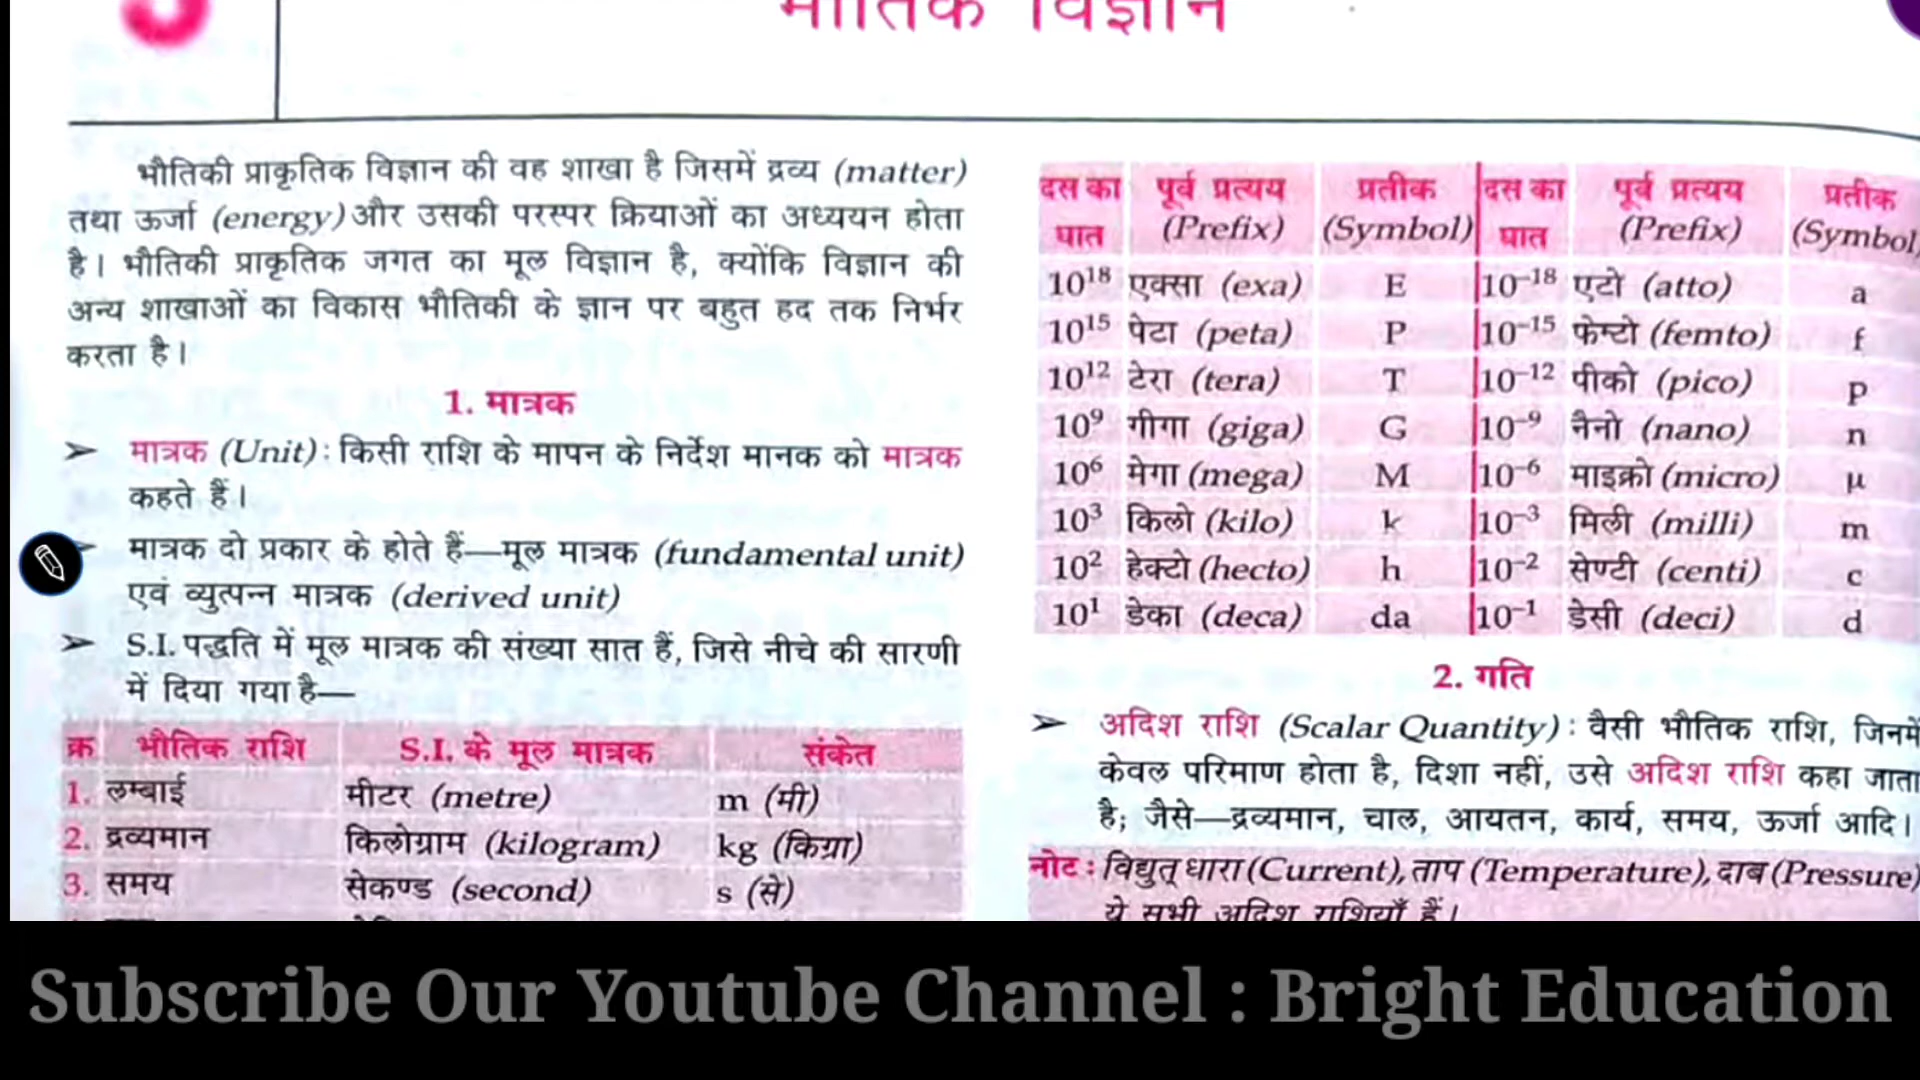 भौतिक विज्ञान
भौतिकी प्राकृतिक विज्ञान की वह शाखा है जिसमें द्रव्य (matter)
तथा ऊर्जा (energy) और उसकी परस्पर क्रियाओं का अध्ययन होता
है। भौतिकी प्राकृतिक जगत का मूल विज्ञान है, क्योंकि विज्ञान की
अन्य शाखाओं का विकास भौतिकी के ज्ञान पर बहुत हद तक निर्भर
करता है।
1. मात्रक
➢ मात्रक (Unit) : किसी राशि के मापन के निर्देश मानक को मात्रक
कहते हैं।
➢ मात्रक दो प्रकार के होते हैं—मूल मात्रक (fundamental unit)
एवं व्युत्पन्न मात्रक (derived unit)
➢ S.I. पद्धति में मूल मात्रक की संख्या सात हैं, जिसे नीचे की सारणी
में दिया गया है—
क्र भौतिक राशि S.I. के मूल मात्रक संकेत
1. लम्बाई मीटर (metre) m (मी)
2. द्रव्यमान किलोग्राम (kilogram) kg (किग्रा)
3. समय सेकण्ड (second) s (से)
दस का पूर्व प्रत्यय प्रतीक दस का पूर्व प्रत्यय प्रतीक
घात (Prefix) (Symbol) घात (Prefix) (Symbol
10¹⁸ एक्सा (exa) E 10⁻¹⁸ एटो (atto) a
10¹⁵ पेटा (peta) P 10⁻¹⁵ फेम्टो (femto) f
10¹² टेरा (tera) T 10⁻¹² पीको (pico) p
10⁹ गीगा (giga) G 10⁻⁹ नैनो (nano) n
10⁶ मेगा (mega) M 10⁻⁶ माइक्रो (micro) μ
10³ किलो (kilo) k 10⁻³ मिली (milli) m
10² हेक्टो (hecto) h 10⁻² सेण्टी (centi) c
10¹ डेका (deca) da 10⁻¹ डेसी (deci) d
2. गति
➢ अदिश राशि (Scalar Quantity) : वैसी भौतिक राशि, जिनमें
केवल परिमाण होता है, दिशा नहीं, उसे अदिश राशि कहा जाता
है; जैसे—द्रव्यमान, चाल, आयतन, कार्य, समय, ऊर्जा आदि।
नोट : विद्युत् धारा (Current), ताप (Temperature), दाब (Pressure)
ये सभी अदिश राशियाँ हैं।
Subscribe Our Youtube Channel : Bright Education